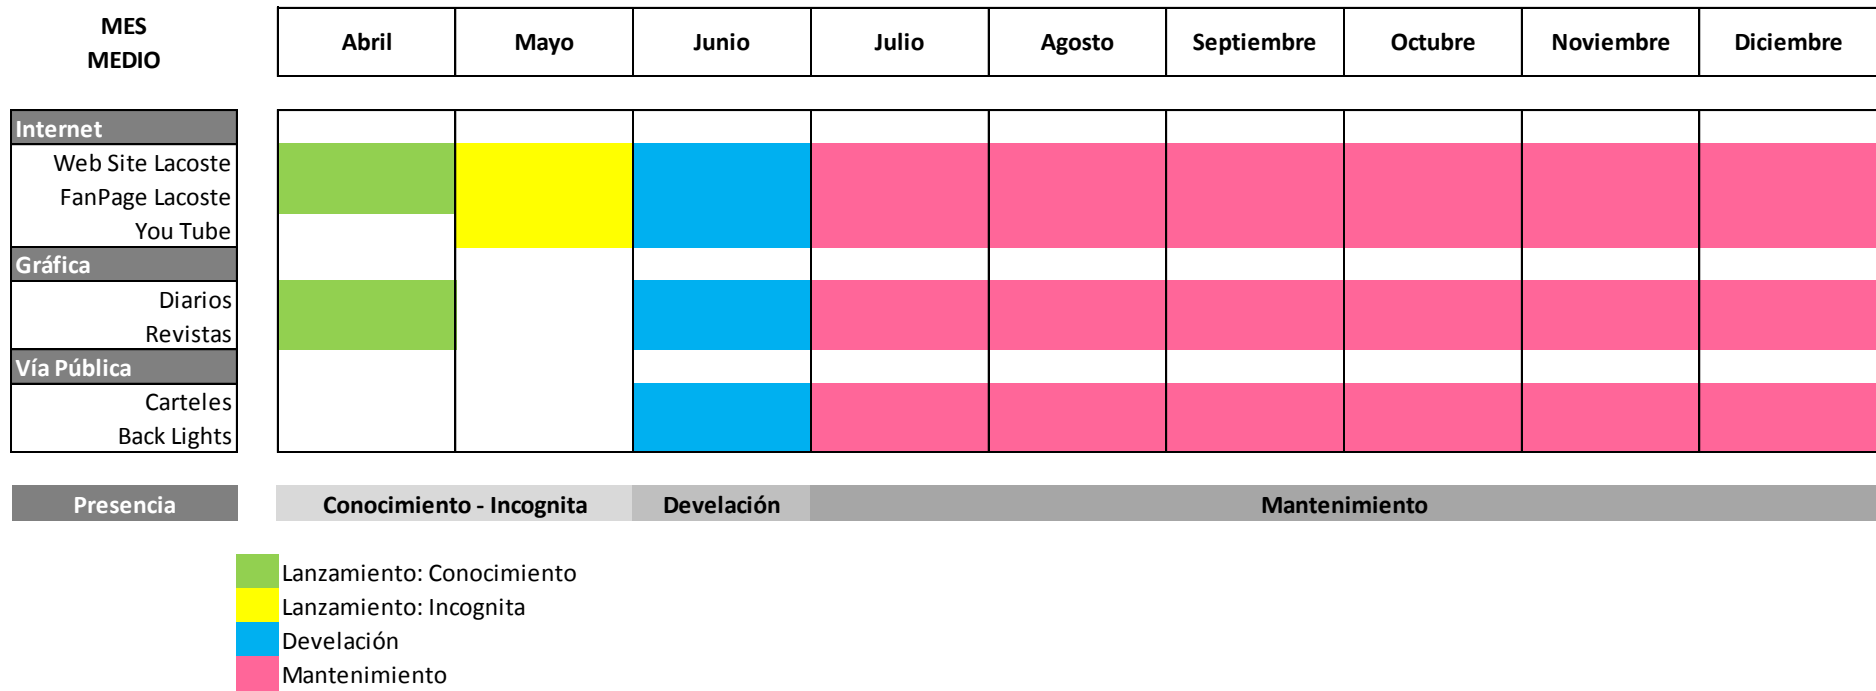 MES
MEDIO
Abril Mayo Junio Julio Agosto Septiembre Octubre Noviembre Diciembre
Internet
Web Site Lacoste
FanPage Lacoste
You Tube
Gráfica
Diarios
Revistas
Vía Pública
Carteles
Back Lights
Presencia Conocimiento - Incognita Develación Mantenimiento
Lanzamiento: Conocimiento
Lanzamiento: Incognita
Develación
Mantenimiento